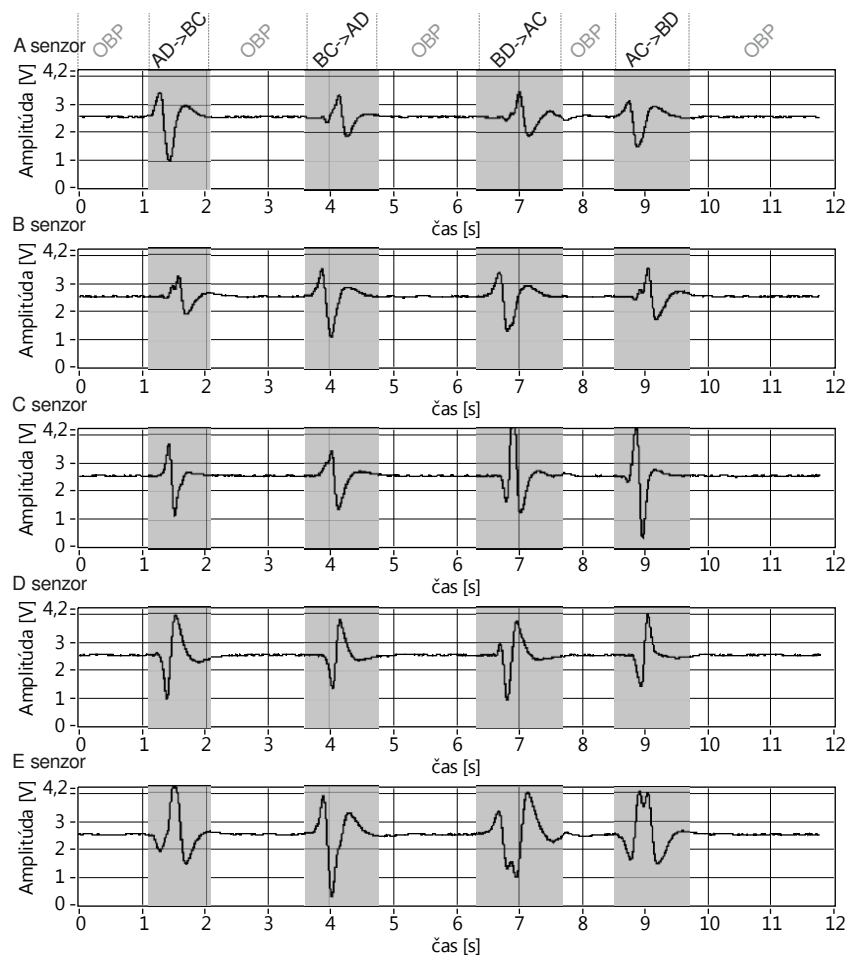 OBP AD->BC OBP BC->AD OBP BD->AC OBP AC->BD OBP
A senzor
Amplitúda [V]
4,2
3
2
1
0
0 1 2 3 4 5 6 7 8 9 10 11 12
čas [s]
B senzor
Amplitúda [V]
4,2
3
2
1
0
0 1 2 3 4 5 6 7 8 9 10 11 12
čas [s]
C senzor
Amplitúda [V]
4,2
3
2
1
0
0 1 2 3 4 5 6 7 8 9 10 11 12
čas [s]
D senzor
Amplitúda [V]
4,2
3
2
1
0
0 1 2 3 4 5 6 7 8 9 10 11 12
čas [s]
E senzor
Amplitúda [V]
4,2
3
2
1
0
0 1 2 3 4 5 6 7 8 9 10 11 12
čas [s]